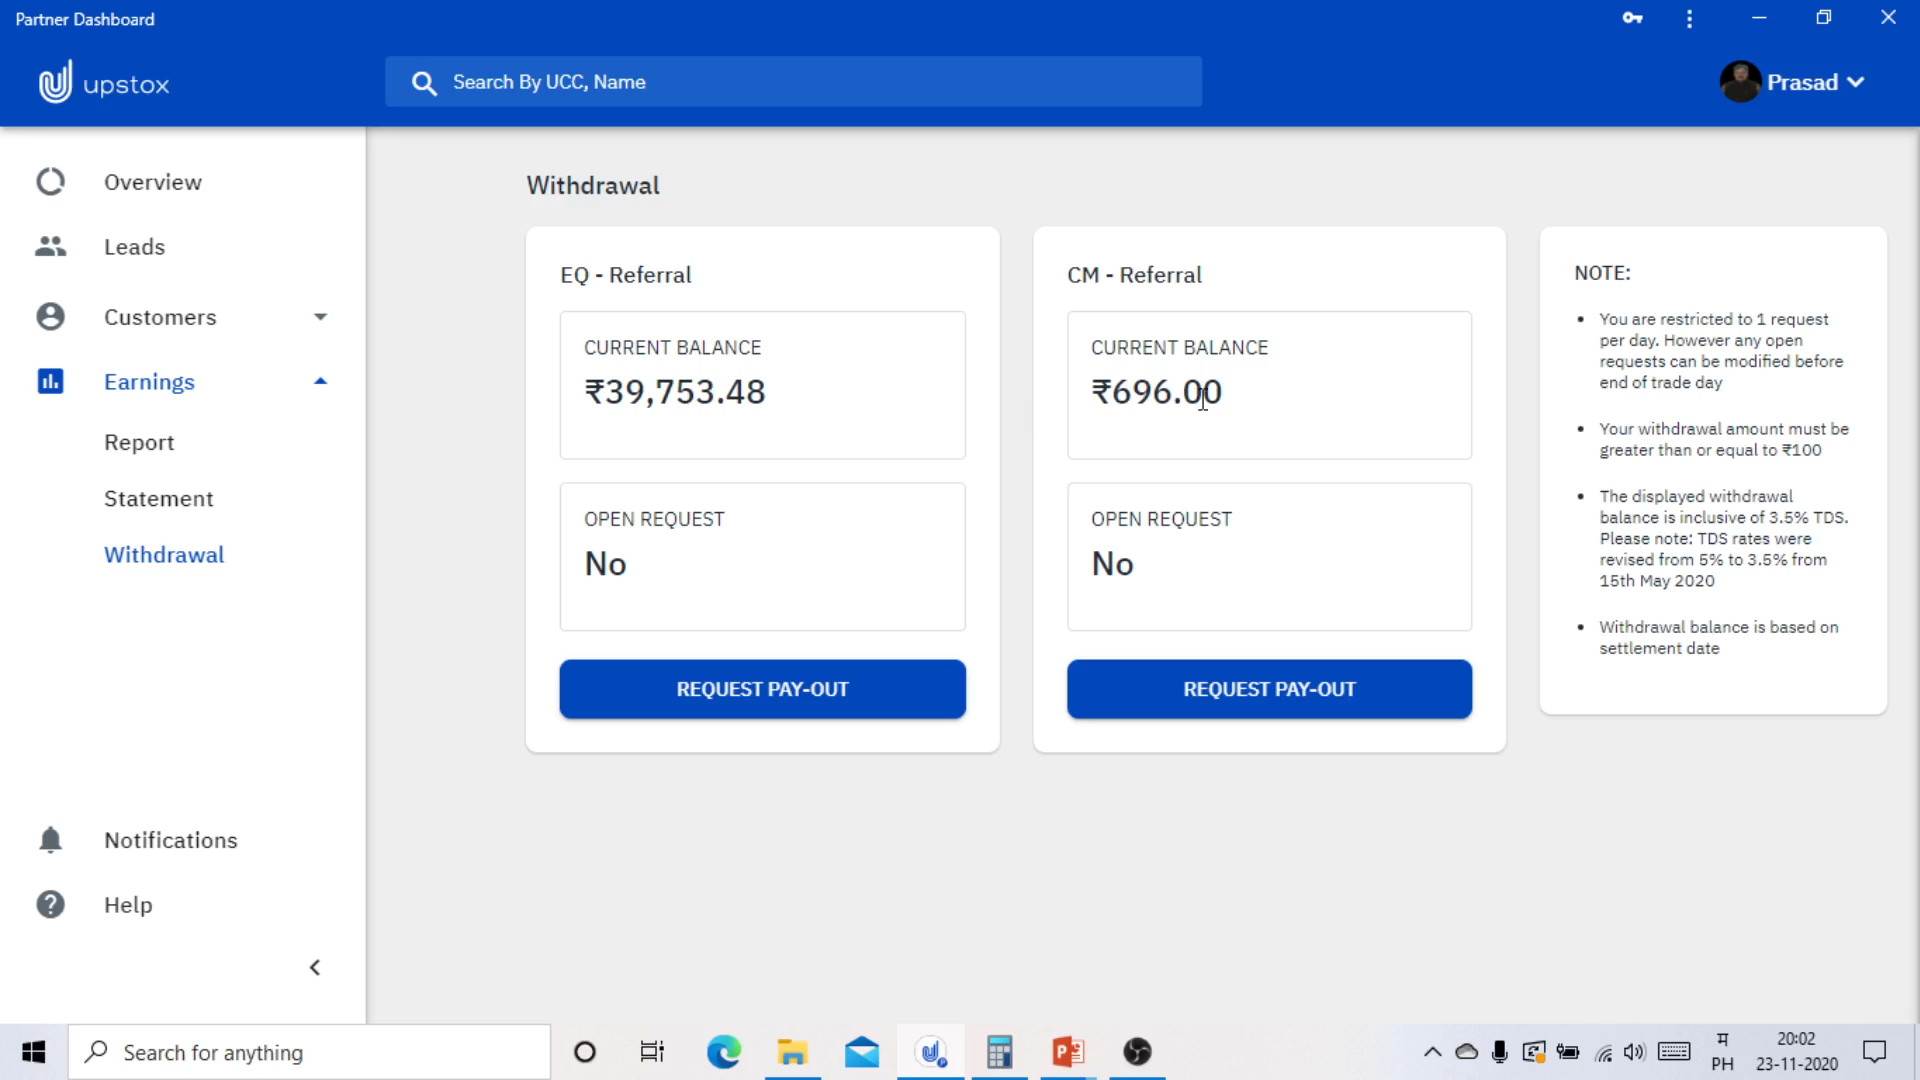 Partner Dashboard
upstox
Search By UCC, Name
Prasad
Overview
Leads
Customers
Earnings
Report
Statement
Withdrawal
Notifications
Help
Withdrawal
EQ - Referral
CURRENT BALANCE
₹39,753.48
OPEN REQUEST
No
REQUEST PAY-OUT
CM - Referral
CURRENT BALANCE
₹696.00
OPEN REQUEST
No
REQUEST PAY-OUT
NOTE:
You are restricted to 1 request
per day. However any open
requests can be modified before
end of trade day
Your withdrawal amount must be
greater than or equal to ₹100
The displayed withdrawal
balance is inclusive of 3.5% TDS.
Please note: TDS rates were
revised from 5% to 3.5% from
15th May 2020
Withdrawal balance is based on
settlement date
Search for anything
PH
20:02
23-11-2020